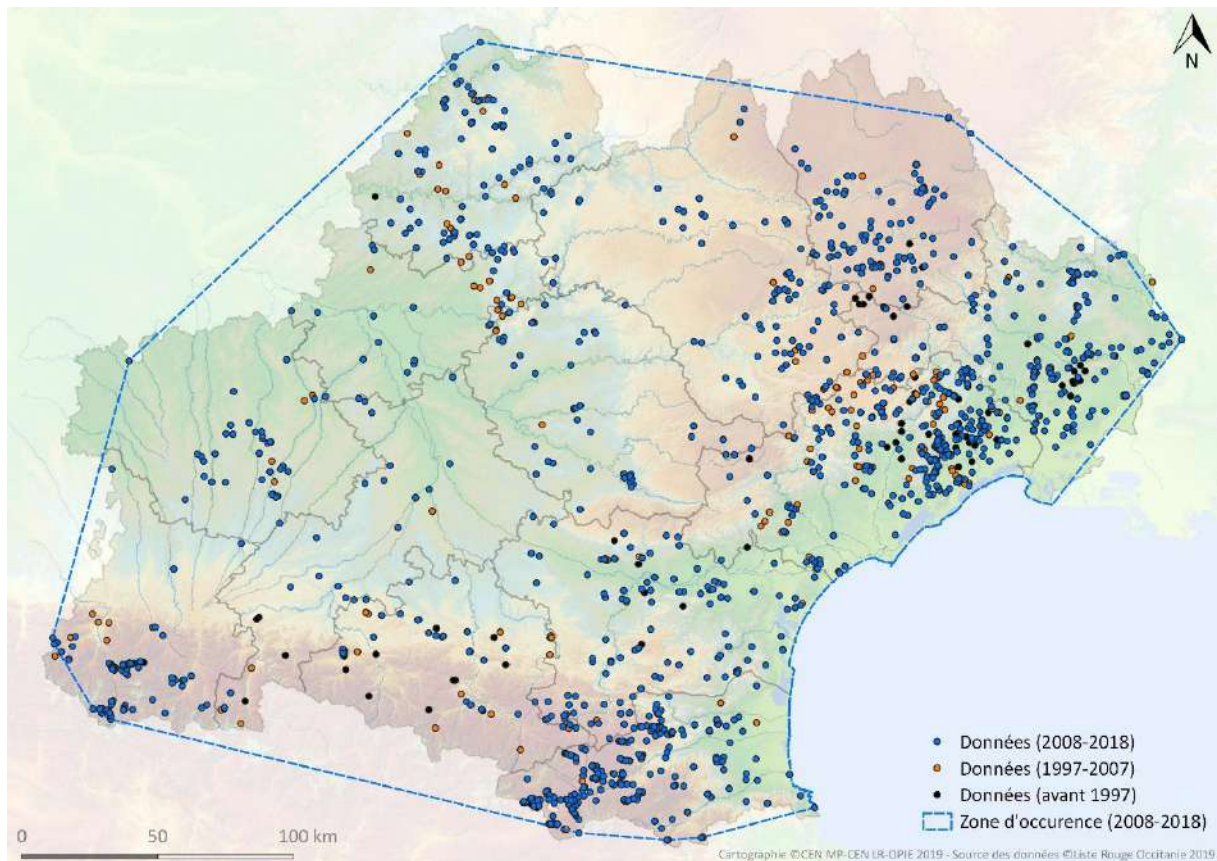 N
Données (2008-2018)
Données (1997-2007)
Données (avant 1997)
Zone d'occurence (2008-2018)
0 50 100 km
Cartographie ©CEN MP-CEN LR-OPIE 2019 - Source des données ©Liste Rouge Occitanie 2019